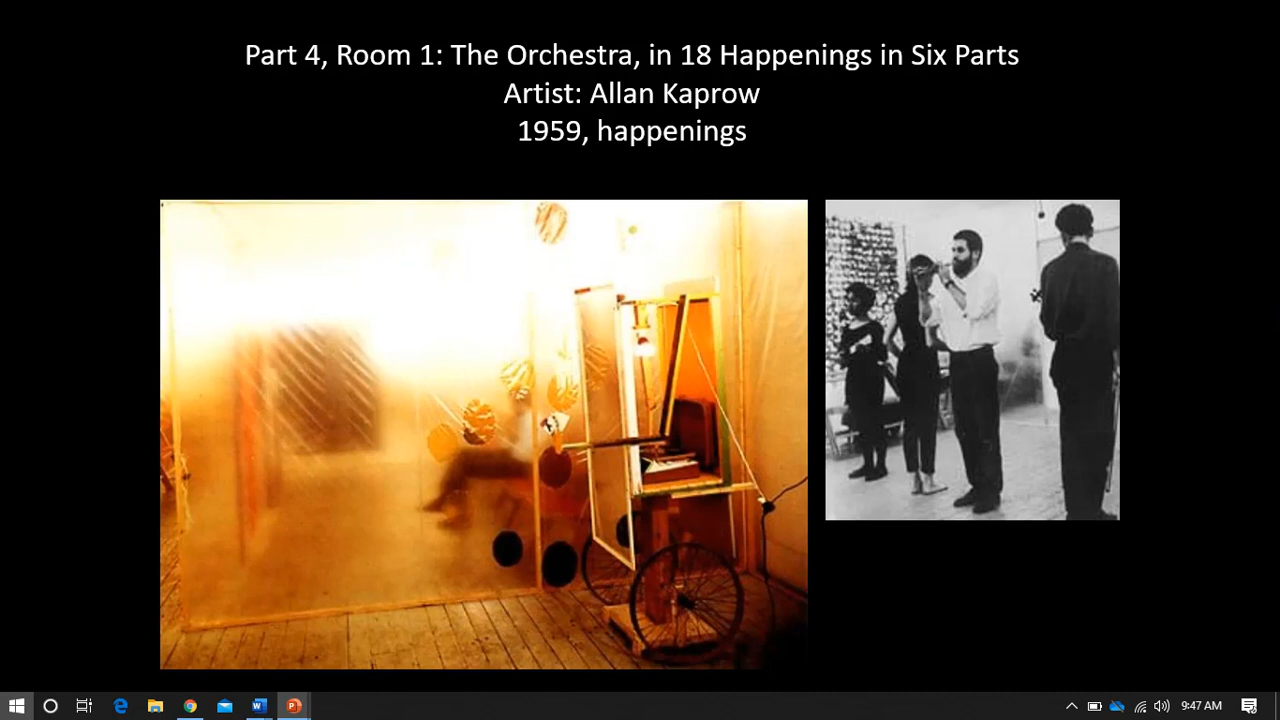 Part 4, Room 1: The Orchestra, in 18 Happenings in Six Parts
Artist: Allan Kaprow
1959, happenings
9:47 AM